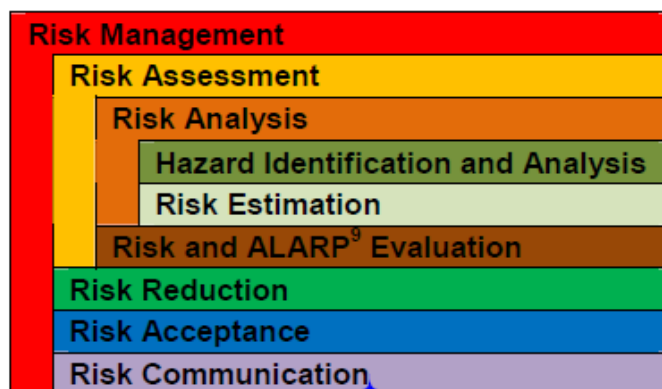 Risk Management
Risk Assessment
Risk Analysis
Hazard Identification and Analysis
Risk Estimation
Risk and ALARP⁹ Evaluation
Risk Reduction
Risk Acceptance
Risk Communication